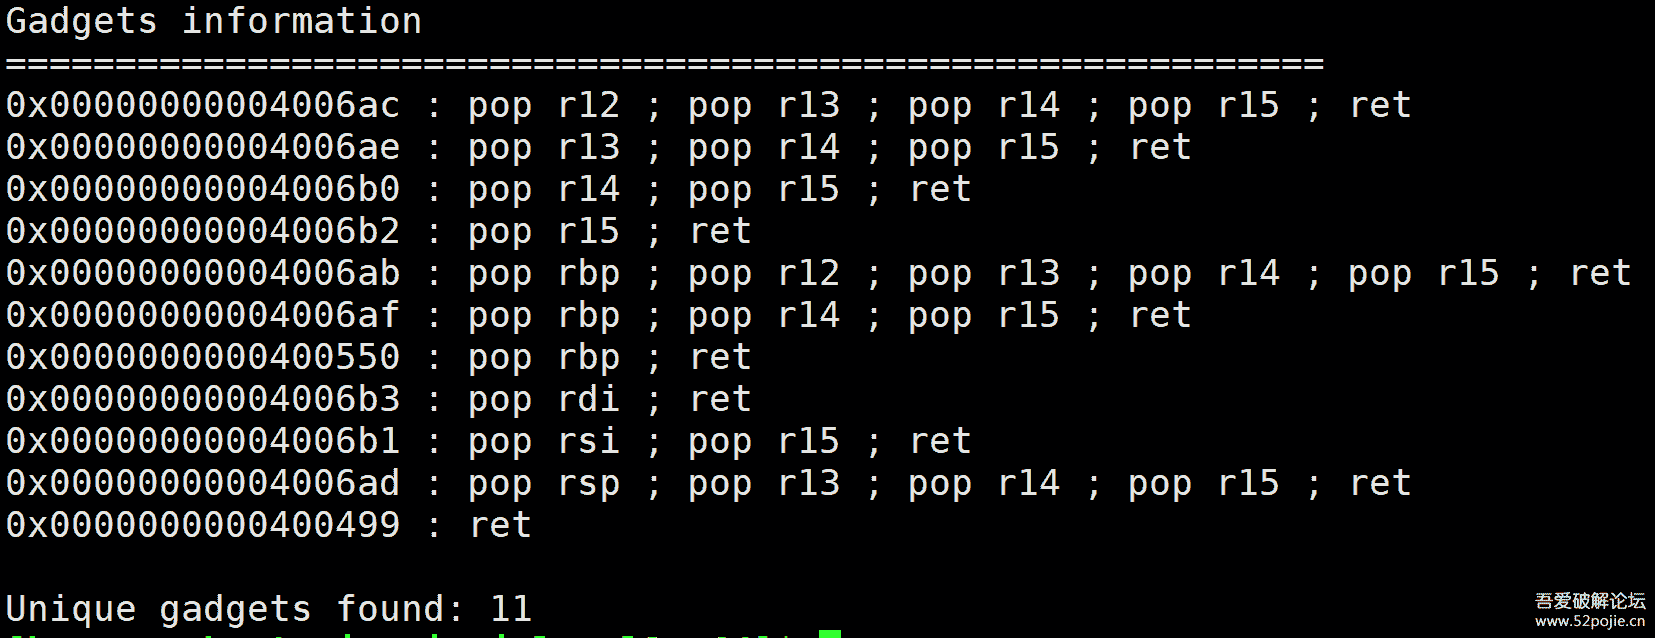 Gadgets information
============================================================
0x00000000004006ac : pop r12 ; pop r13 ; pop r14 ; pop r15 ; ret
0x00000000004006ae : pop r13 ; pop r14 ; pop r15 ; ret
0x00000000004006b0 : pop r14 ; pop r15 ; ret
0x00000000004006b2 : pop r15 ; ret
0x00000000004006ab : pop rbp ; pop r12 ; pop r13 ; pop r14 ; pop r15 ; ret
0x00000000004006af : pop rbp ; pop r14 ; pop r15 ; ret
0x0000000000400550 : pop rbp ; ret
0x00000000004006b3 : pop rdi ; ret
0x00000000004006b1 : pop rsi ; pop r15 ; ret
0x00000000004006ad : pop rsp ; pop r13 ; pop r14 ; pop r15 ; ret
0x0000000000400499 : ret
Unique gadgets found: 11
吾爱破解论坛
www.52pojie.cn